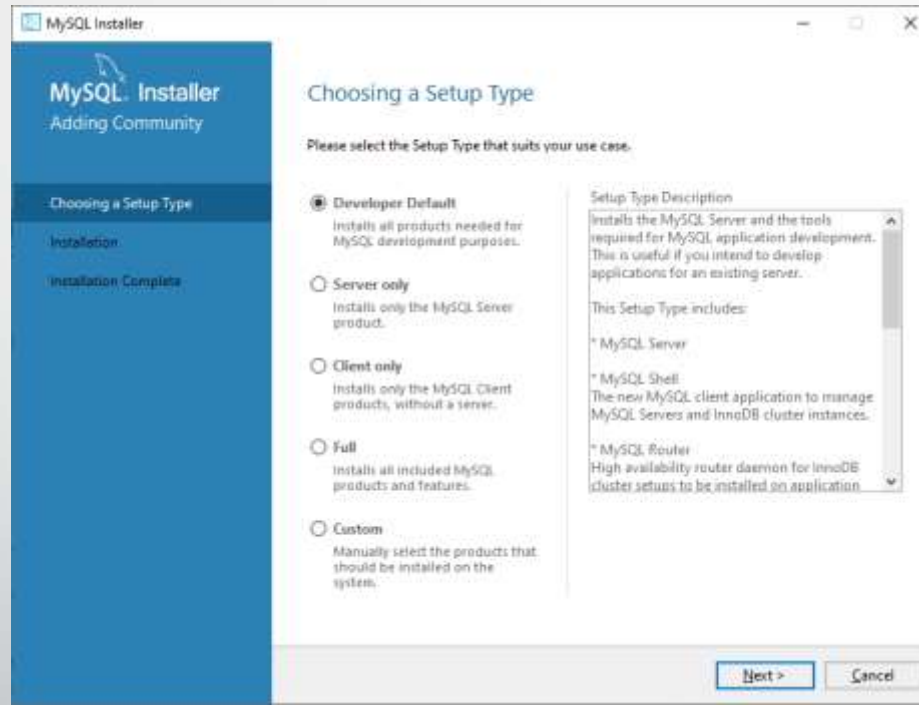 MySQL Installer
MySQL. Installer
Adding Community
Choosing a Setup Type
Installation
Installation Complete
Choosing a Setup Type
Please select the Setup Type that suits your use case.
Developer Default
Installs all products needed for
MySQL development purposes.
Server only
Installs only the MySQL Server
product.
Client only
Installs only the MySQL Client
products, without a server.
Full
Installs all included MySQL
products and features.
Custom
Manually select the products that
should be installed on the
system.
Setup Type Description
Installs the MySQL Server and the tools
required for MySQL application development.
This is useful if you intend to develop
applications for an existing server.
This Setup Type includes:
* MySQL Server
* MySQL Shell
The new MySQL client application to manage
MySQL Servers and InnoDB cluster instances.
* MySQL Router
High availability router daemon for InnoDB
cluster setups to be installed on application
Next >
Cancel